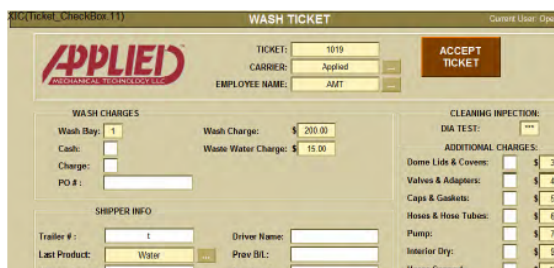 XIC(Ticket_CheckBox.11) WASH TICKET Current User: Ope
APPLIED
MECHANICAL TECHNOLOGY LLC
TICKET: 1019
CARRIER: Applied ...
EMPLOYEE NAME: AMT ...
ACCEPT
TICKET
WASH CHARGES
Wash Bay: 1
Cash:
Charge:
PO #:
Wash Charge: $ 200.00
Waste Water Charge: $ 15.00
CLEANING INPECTION:
DIA TEST: ***
ADDITIONAL CHARGES:
Dome Lids & Covers: $
Valves & Adapters: $
Caps & Gaskets: $
Hoses & Hose Tubes: $
Pump: $
Interior Dry: $
SHIPPER INFO
Trailer #: t
Last Product: Water ...
Driver Name:
Prev B/L: